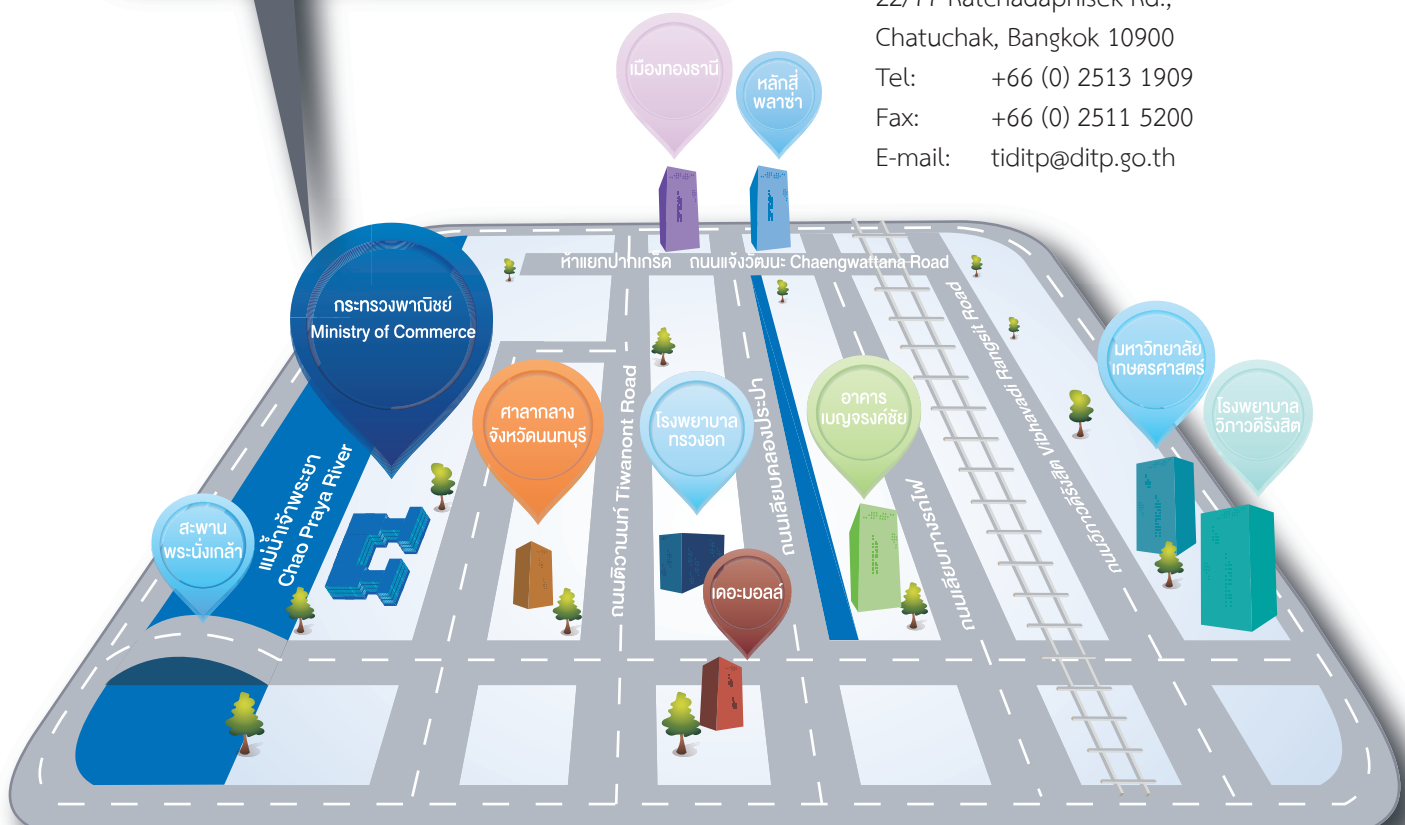 Chatuchak, Bangkok 10900
Tel: +66 (0) 2513 1909
Fax: +66 (0) 2511 5200
E-mail: tiditp@ditp.go.th
เมืองทองธานี
หลักสี่
พลาซ่า
ห้าแยกปากเกร็ด ถนนแจ้งวัฒนะ Chaengwattana Road
กระทรวงพาณิชย์
Ministry of Commerce
ศาลากลาง
จังหวัดนนทบุรี
โรงพยาบาล
ทรวงอก
อาคาร
เบญจรงค์ชัย
มหาวิทยาลัย
เกษตรศาสตร์
โรงพยาบาล
วิภาวดีรังสิต
สะพาน
พระนั่งเกล้า
แม่น้ำเจ้าพระยา
Chao Praya River
ถนนติวานนท์ Tiwanont Road
ถนนเลียบคลองประปา
ถนนเลียบทางรถไฟ
ถนนวิภาวดีรังสิต Vibhavadi Rangsit Road
เดอะมอลล์